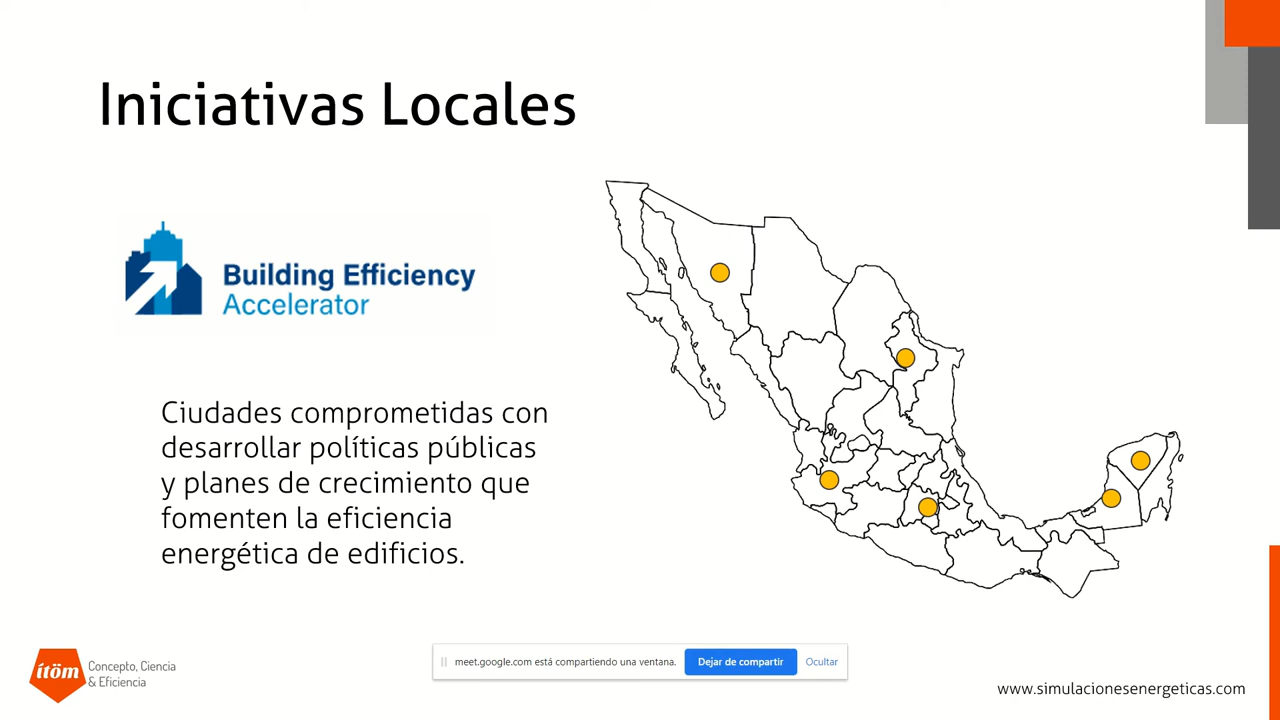 Iniciativas Locales
Building Efficiency
Accelerator
Ciudades comprometidas con
desarrollar políticas públicas
y planes de crecimiento que
fomenten la eficiencia
energética de edificios.
ítöm
Concepto, Ciencia
& Eficiencia
meet.google.com está compartiendo una ventana.
Dejar de compartir
Ocultar
www.simulacionesenergeticas.com